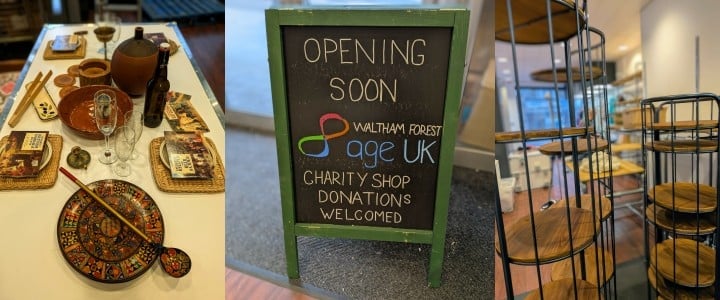 OPENING
SOON
WALTHAM FOREST
age UK
CHARITY SHOP
DONATIONS
WELCOMED